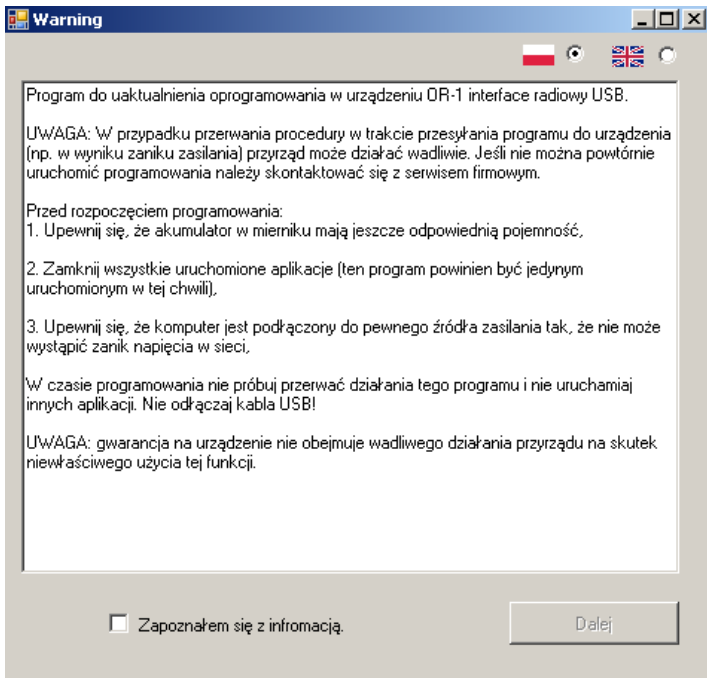 Warning
Program do uaktualnienia oprogramowania w urządzeniu OR-1 interface radiowy USB.
UWAGA: W przypadku przerwania procedury w trakcie przesyłania programu do urządzenia
(np. w wyniku zaniku zasilania) przyrząd może działać wadliwie. Jeśli nie można powtórnie
uruchomić programowania należy skontaktować się z serwisem firmowym.
Przed rozpoczęciem programowania:
1. Upewnij się, że akumulator w mierniku mają jeszcze odpowiednią pojemność,
2. Zamknij wszystkie uruchomione aplikacje (ten program powinien być jedynym
uruchomionym w tej chwili),
3. Upewnij się, że komputer jest podłączony do pewnego źródła zasilania tak, że nie może
wystąpić zanik napięcia w sieci,
W czasie programowania nie próbuj przerwać działania tego programu i nie uruchamiaj
innych aplikacji. Nie odłączaj kabla USB!
UWAGA: gwarancja na urządzenie nie obejmuje wadliwego działania przyrządu na skutek
niewłaściwego użycia tej funkcji.
Zapoznałem się z infromacją.
Dalej